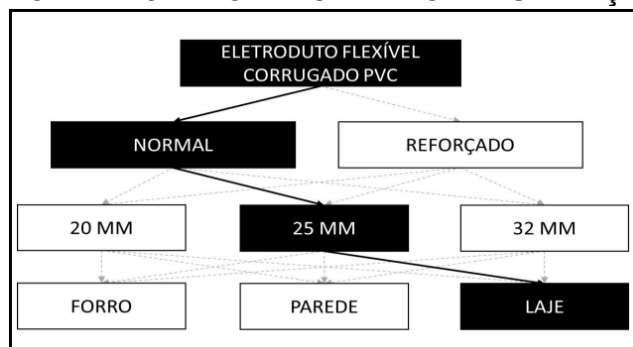 ELETRODUTO FLEXÍVEL
CORRUGADO PVC
NORMAL
REFORÇADO
20 MM
25 MM
32 MM
FORRO
PAREDE
LAJE